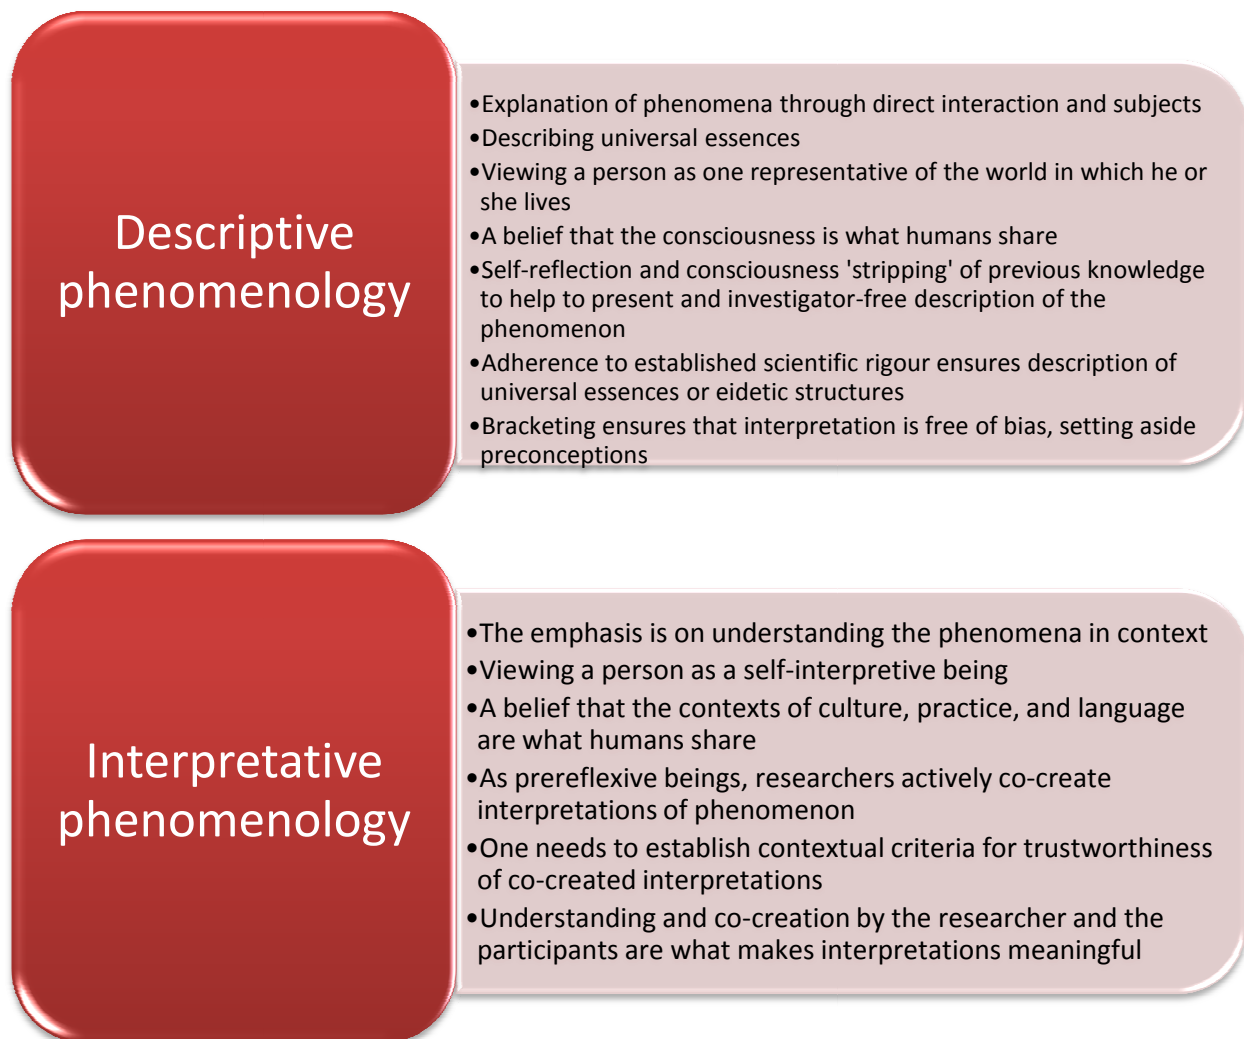 Descriptive
phenomenology
•Explanation of phenomena through direct interaction and subjects
•Describing universal essences
•Viewing a person as one representative of the world in which he or
she lives
•A belief that the consciousness is what humans share
•Self-reflection and consciousness 'stripping' of previous knowledge
to help to present and investigator-free description of the
phenomenon
•Adherence to established scientific rigour ensures description of
universal essences or eidetic structures
•Bracketing ensures that interpretation is free of bias, setting aside
preconceptions
Interpretative
phenomenology
•The emphasis is on understanding the phenomena in context
•Viewing a person as a self-interpretive being
•A belief that the contexts of culture, practice, and language
are what humans share
•As prereflexive beings, researchers actively co-create
interpretations of phenomenon
•One needs to establish contextual criteria for trustworthiness
of co-created interpretations
•Understanding and co-creation by the researcher and the
participants are what makes interpretations meaningful